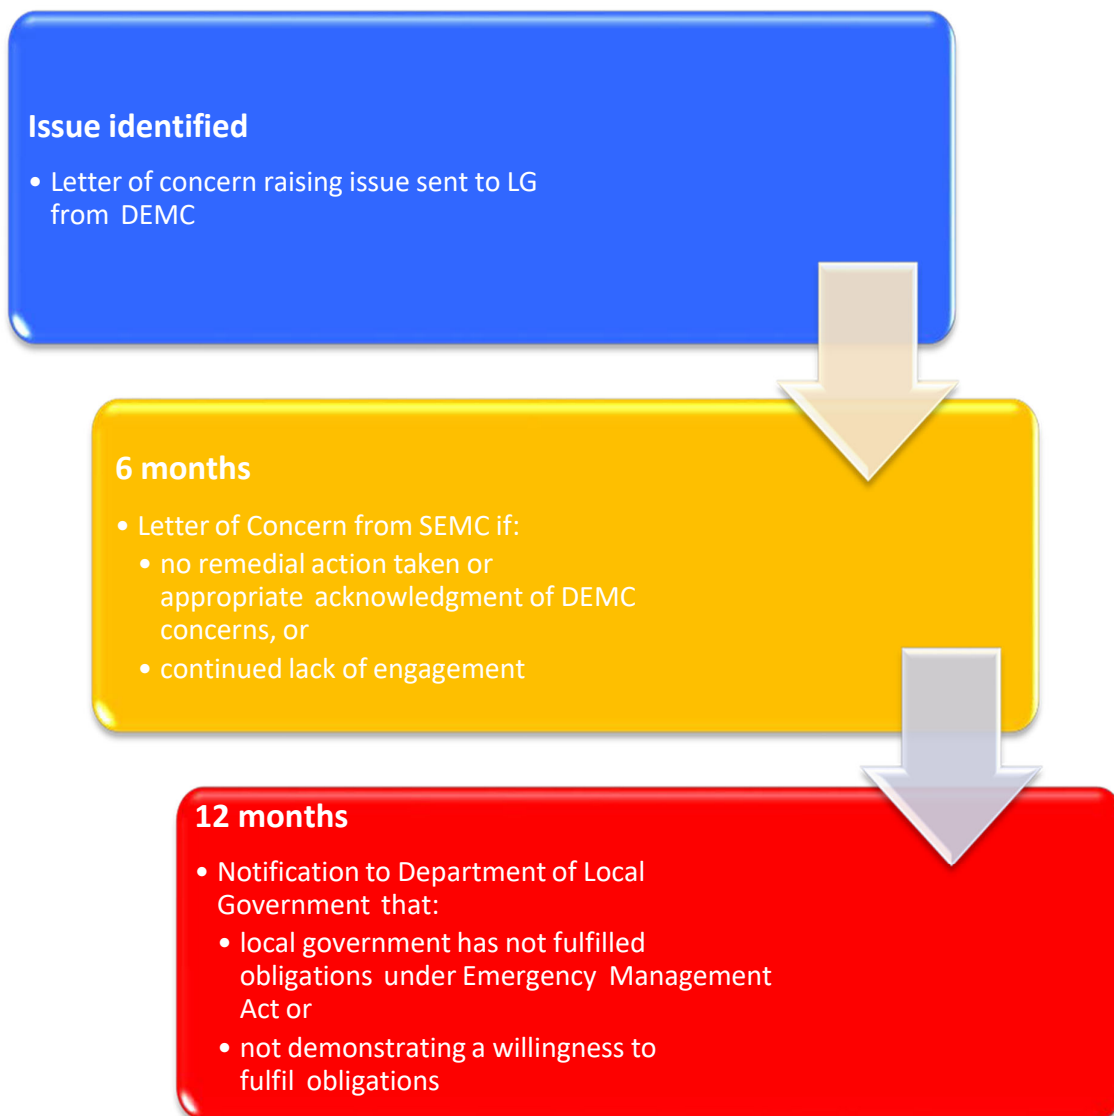 Issue identified
• Letter of concern raising issue sent to LG
from DEMC
6 months
• Letter of Concern from SEMC if:
• no remedial action taken or
appropriate acknowledgment of DEMC
concerns, or
• continued lack of engagement
12 months
• Notification to Department of Local
Government that:
• local government has not fulfilled
obligations under Emergency Management
Act or
• not demonstrating a willingness to
fulfil obligations